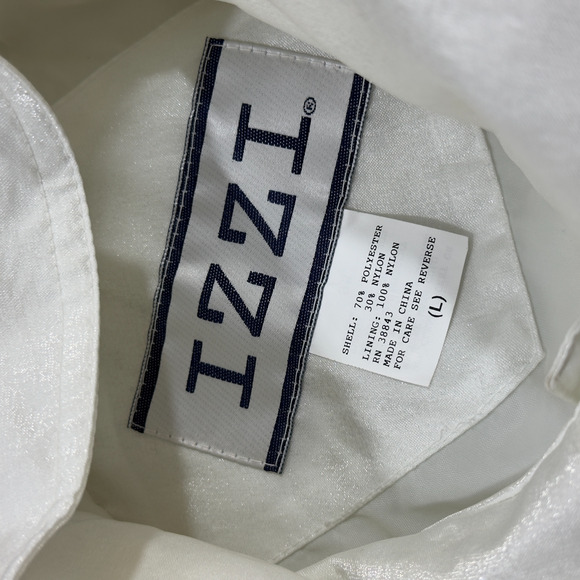 IZZI®
SHELL: 70% POLYESTER
30% NYLON
LINING: 100% NYLON
RN 38843
MADE IN CHINA
FOR CARE SEE REVERSE
(L)